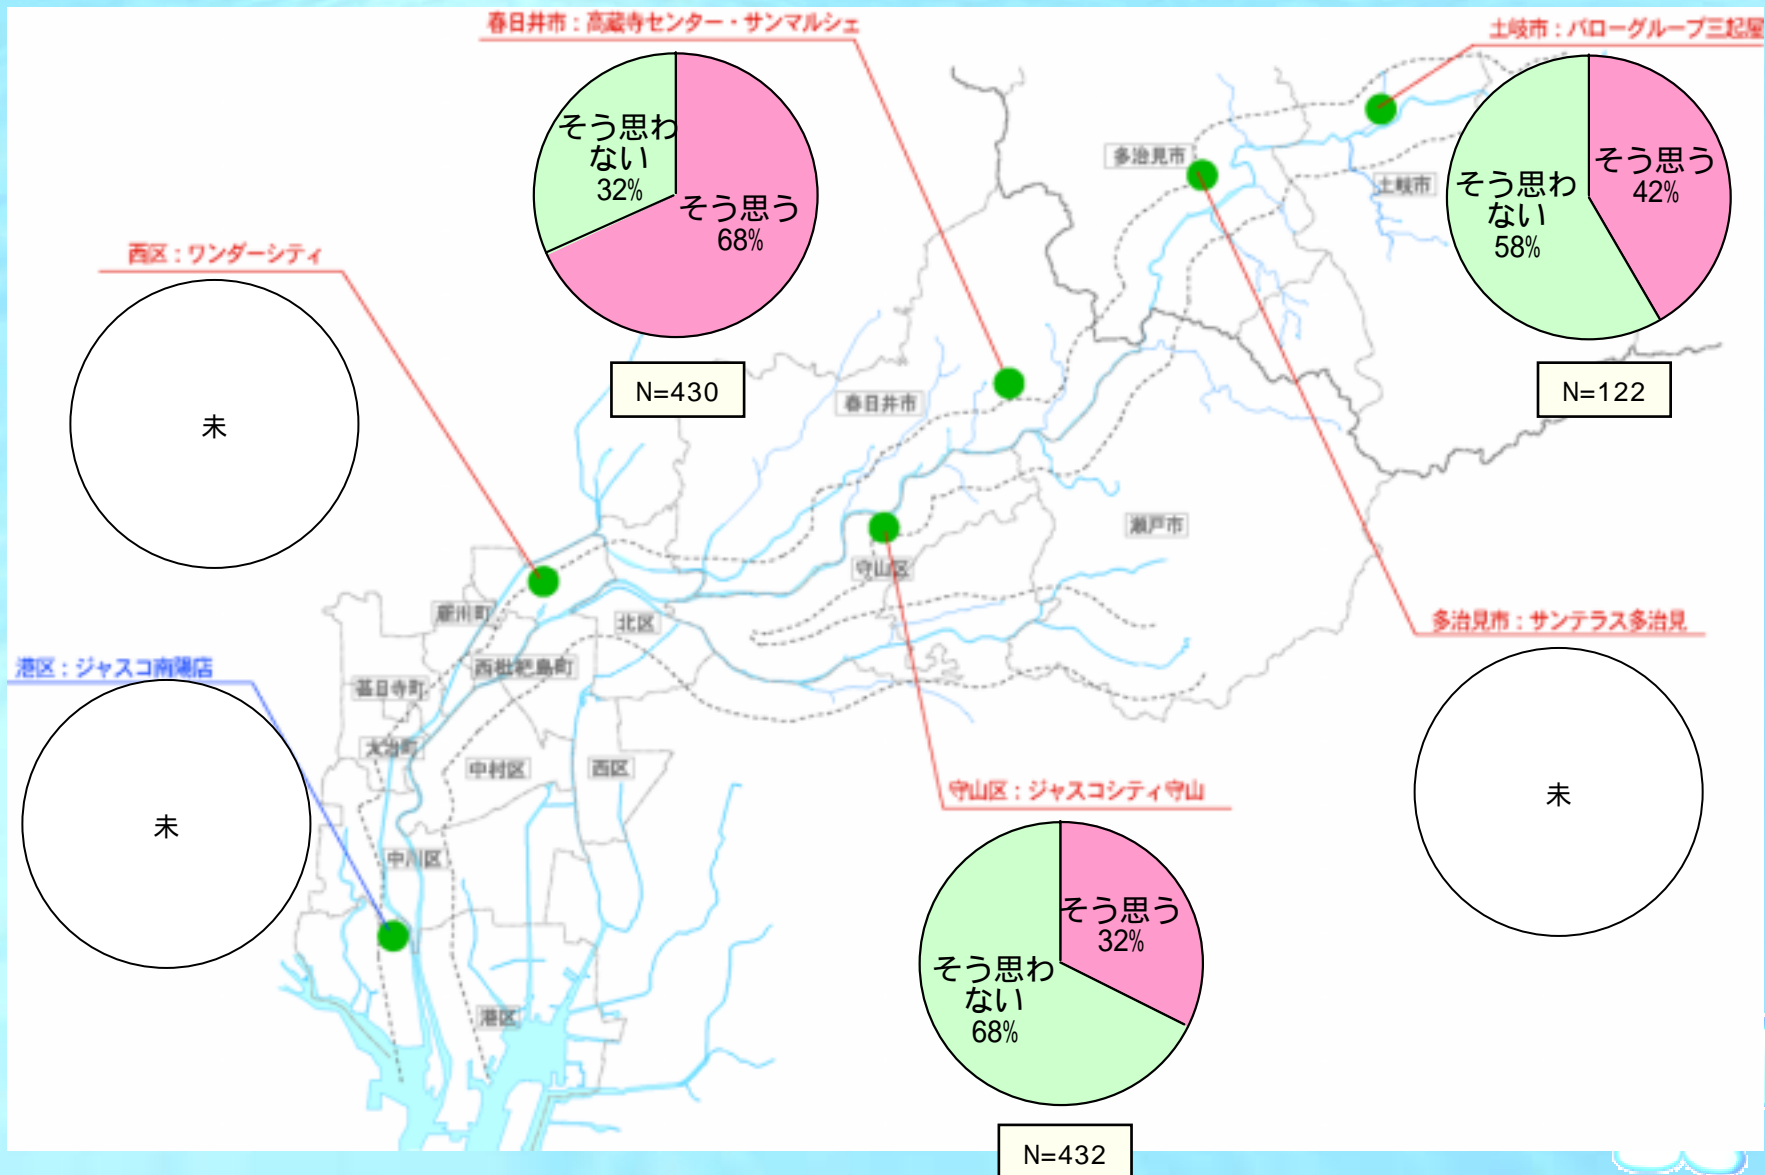 春日井市：高蔵寺センター・サンマルシェ
土岐市：バローグループ三起屋
そう思わ
ない
32%
そう思う
68%
N=430
多治見市
土岐市
そう思わ
ない
58%
そう思う
42%
N=122
西区：ワンダーシティ
未
春日井市
瀬戸市
守山区
新川町
北区
西枇杷島町
多治見市：サンテラス多治見
未
港区：ジャスコ南陽店
未
甚目寺町
大治町
中村区
西区
中川区
港区
守山区：ジャスコシティ守山
そう思う
32%
そう思わ
ない
68%
N=432